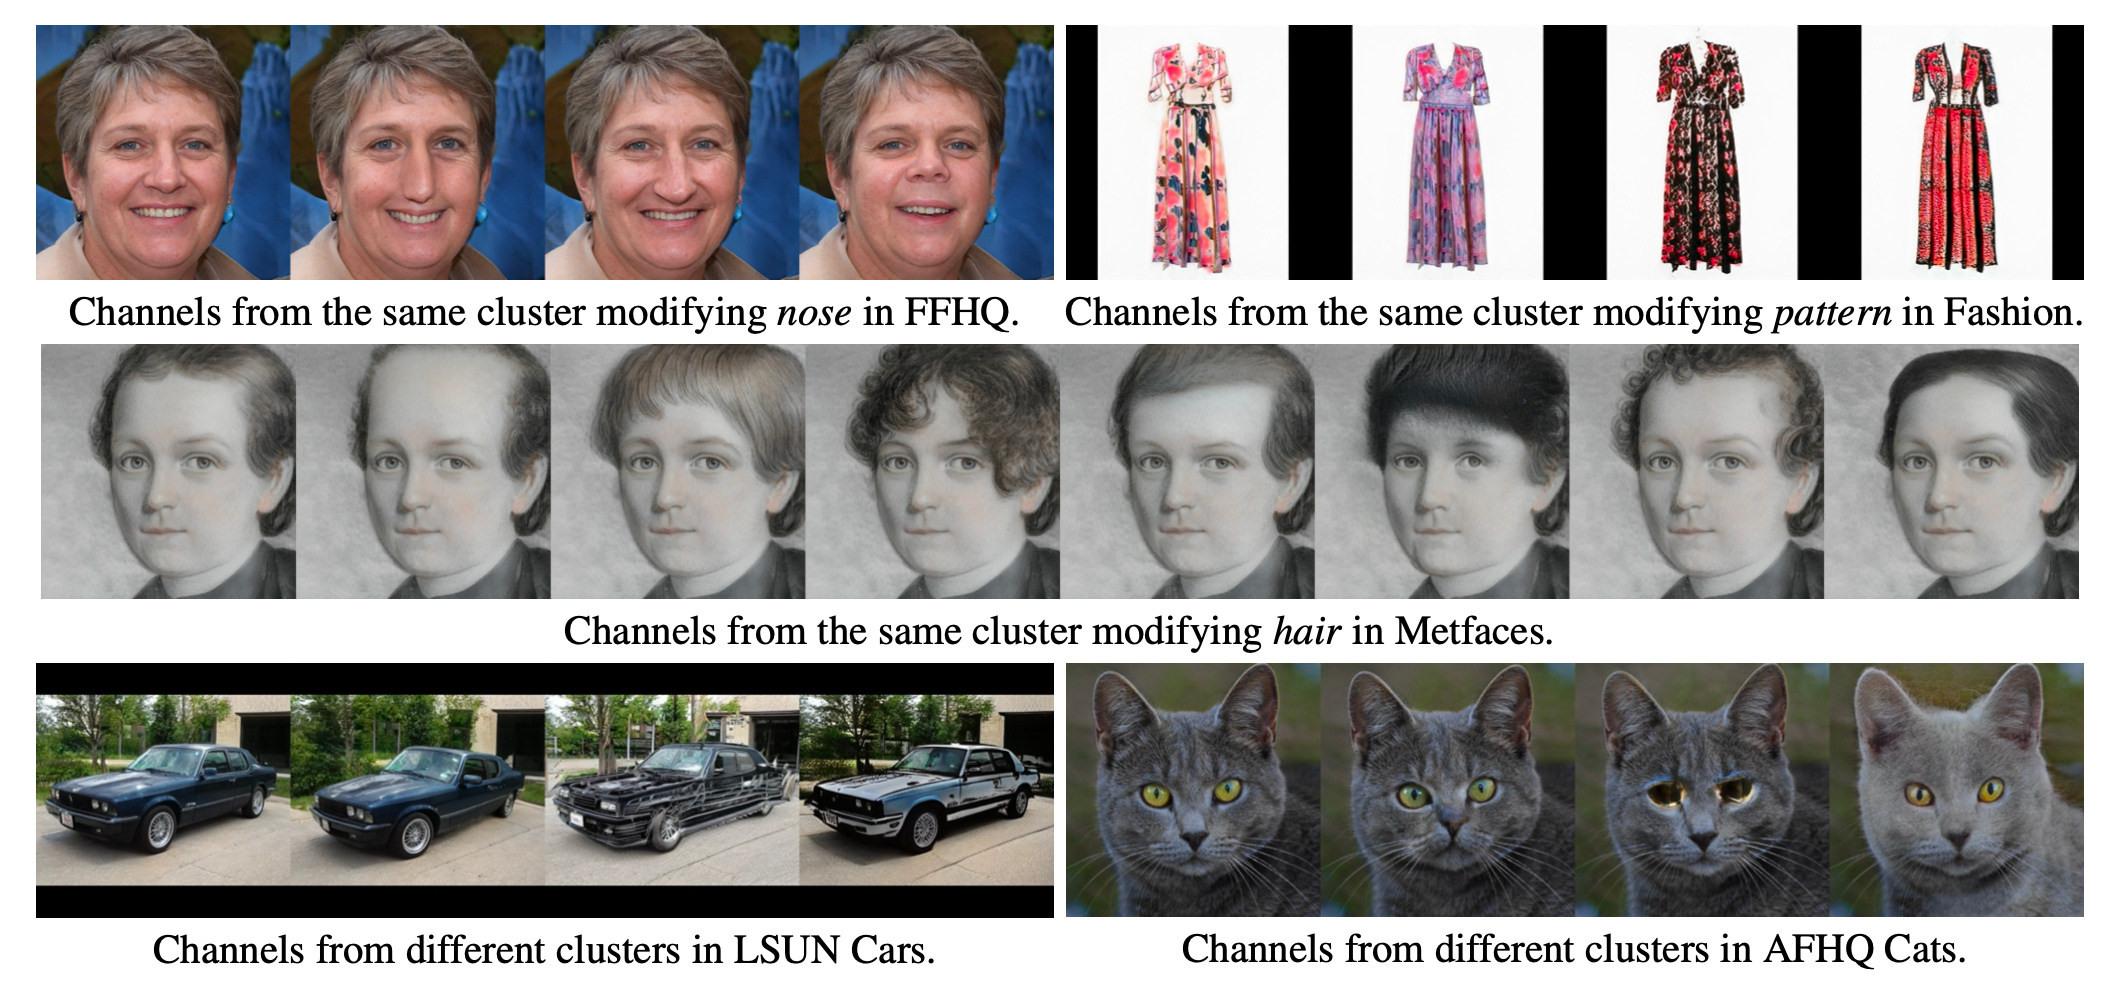 Channels from the same cluster modifying nose in FFHQ.
Channels from the same cluster modifying pattern in Fashion.
Channels from the same cluster modifying hair in Metfaces.
Channels from different clusters in LSUN Cars.
Channels from different clusters in AFHQ Cats.